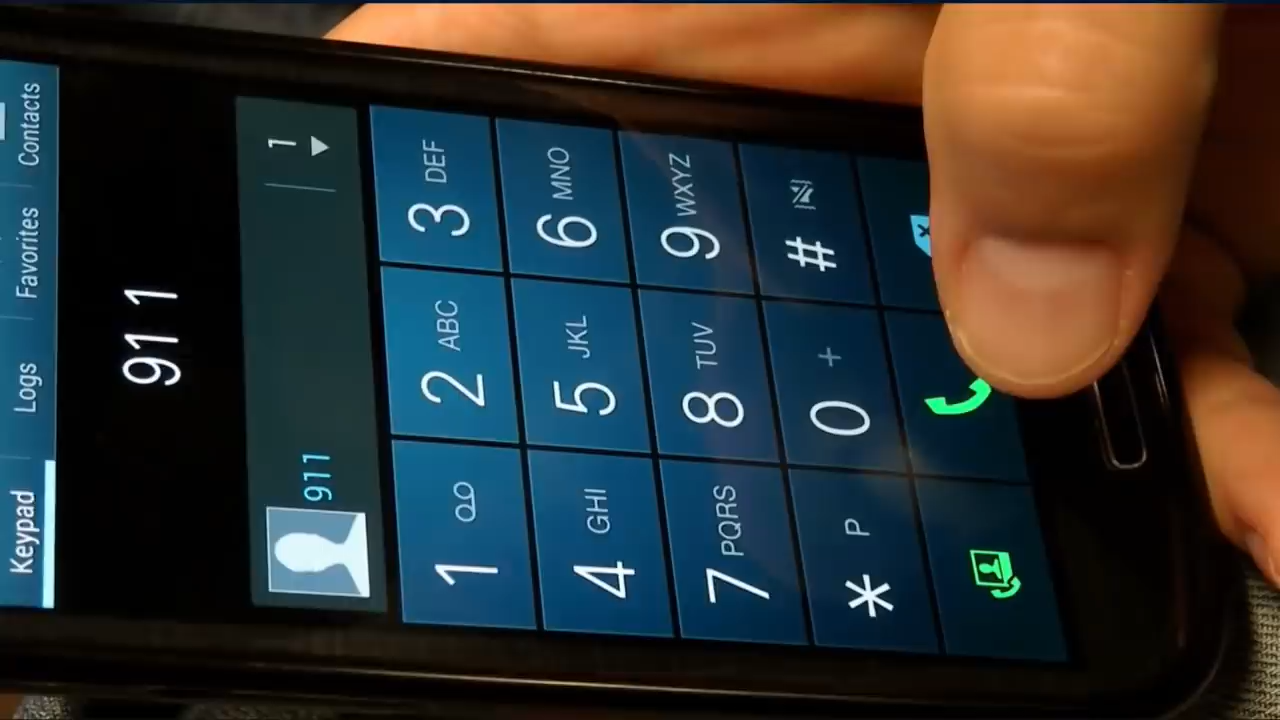 Keypad Logs Favorites Contacts
911
911 1
1 2 ABC 3 DEF
4 GHI 5 JKL 6 MNO
7 PQRS 8 TUV 9 WXYZ
* P 0 + #